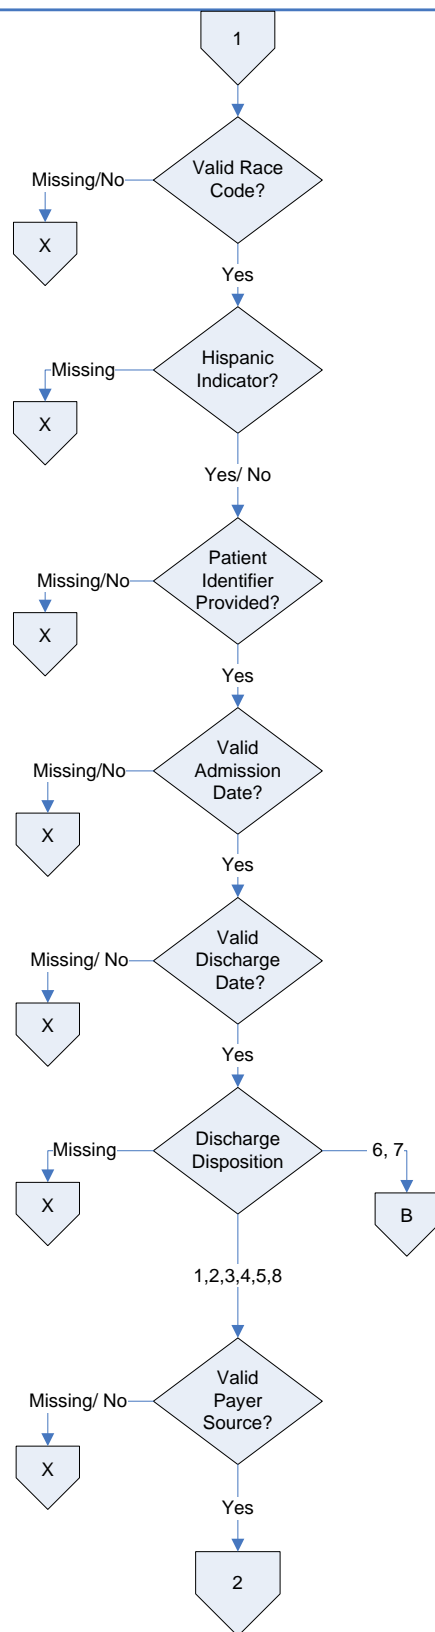 1
Valid Race
Code?
Missing/No
X
Yes
Hispanic
Indicator?
Missing
X
Yes/ No
Patient
Identifier
Provided?
Missing/No
X
Yes
Valid
Admission
Date?
Missing/No
X
Yes
Valid
Discharge
Date?
Missing/ No
X
Yes
Discharge
Disposition
Missing
6, 7
X
B
1,2,3,4,5,8
Valid
Payer
Source?
Missing/ No
X
Yes
2